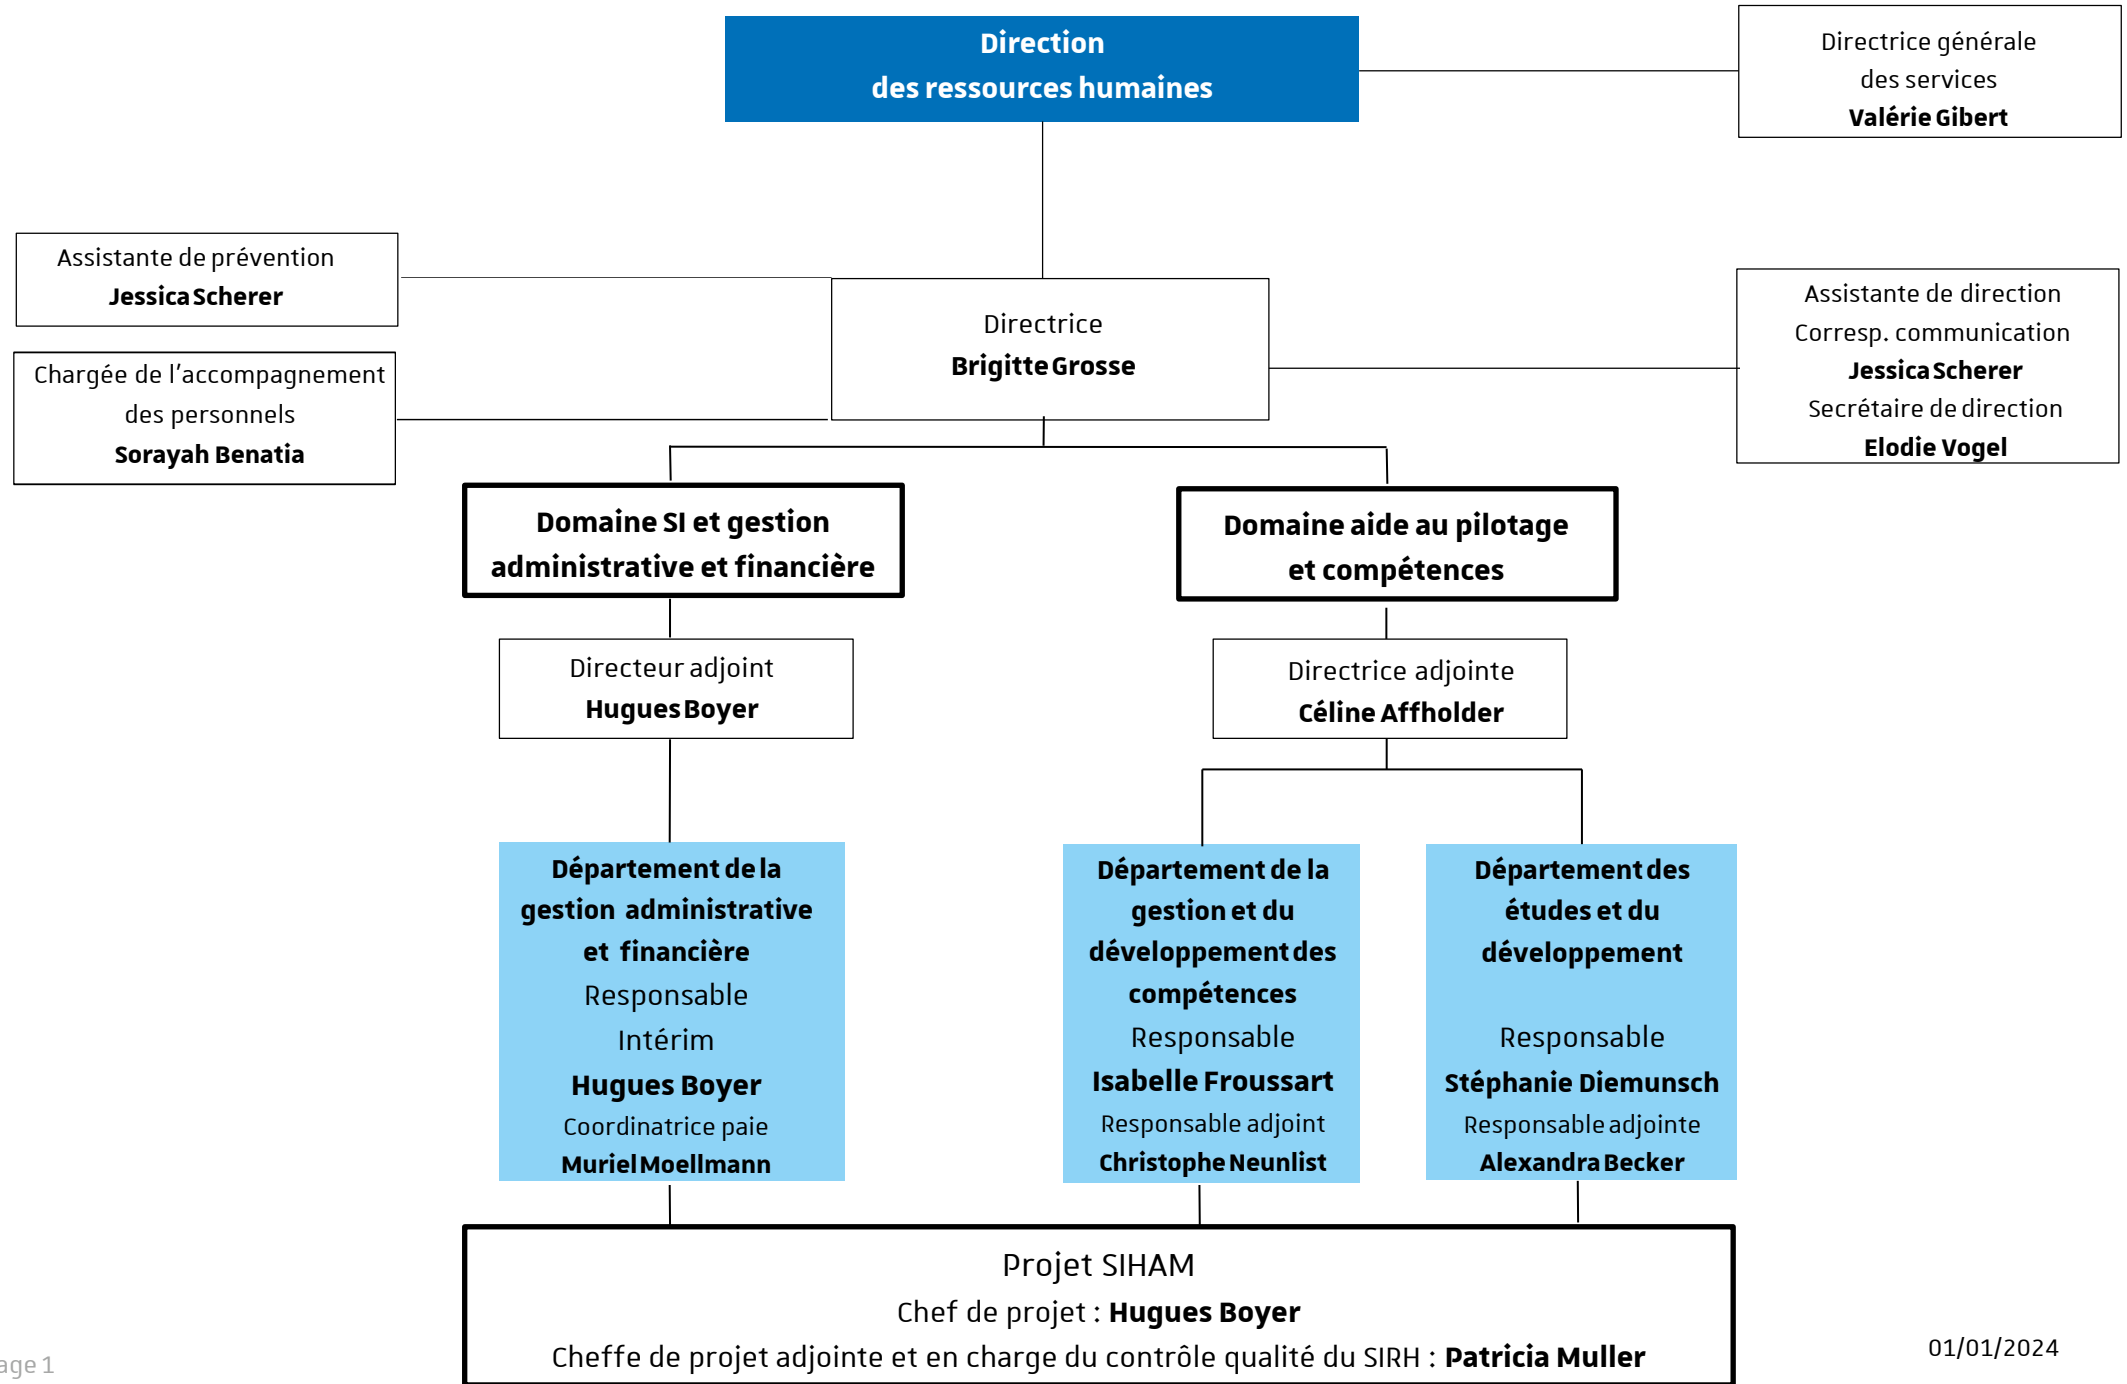 Direction
des ressources humaines
Directrice générale
des services
Valérie Gibert
Assistante de prévention
Jessica Scherer
Chargée de l'accompagnement
des personnels
Sorayah Benatia
Directrice
Brigitte Grosse
Assistante de direction
Corresp. communication
Jessica Scherer
Secrétaire de direction
Elodie Vogel
Domaine SI et gestion
administrative et financière
Domaine aide au pilotage
et compétences
Directeur adjoint
Hugues Boyer
Directrice adjointe
Céline Affholder
Département de la
gestion administrative
et financière
Responsable
Intérim
Hugues Boyer
Coordinatrice paie
Muriel Moellmann
Département de la
gestion et du
développement des
compétences
Responsable
Isabelle Froussart
Responsable adjoint
Christophe Neunlist
Département des
études et du
développement
Responsable
Stéphanie Diemunsch
Responsable adjointe
Alexandra Becker
Projet SIHAM
Chef de projet : Hugues Boyer
Cheffe de projet adjointe et en charge du contrôle qualité du SIRH : Patricia Muller
age 1
01/01/2024